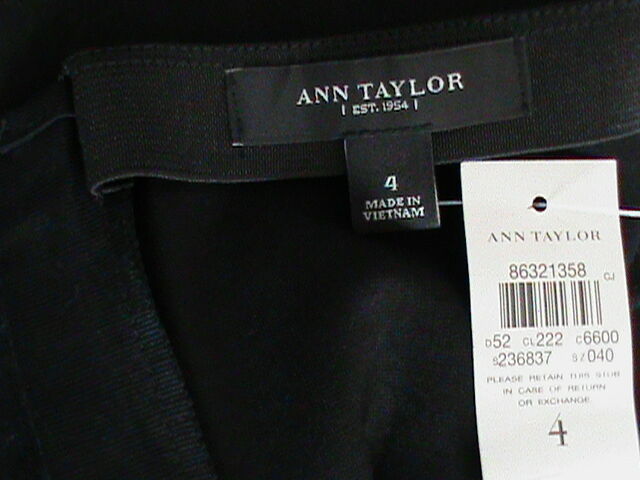 ANN TAYLOR
| EST. 1954 |
4
MADE IN
VIETNAM
ANN TAYLOR
86321358 CJ
D52 CL222 C6600
S236837 SZ040
PLEASE RETAIN THIS STUB
IN CASE OF RETURN
OR EXCHANGE
4